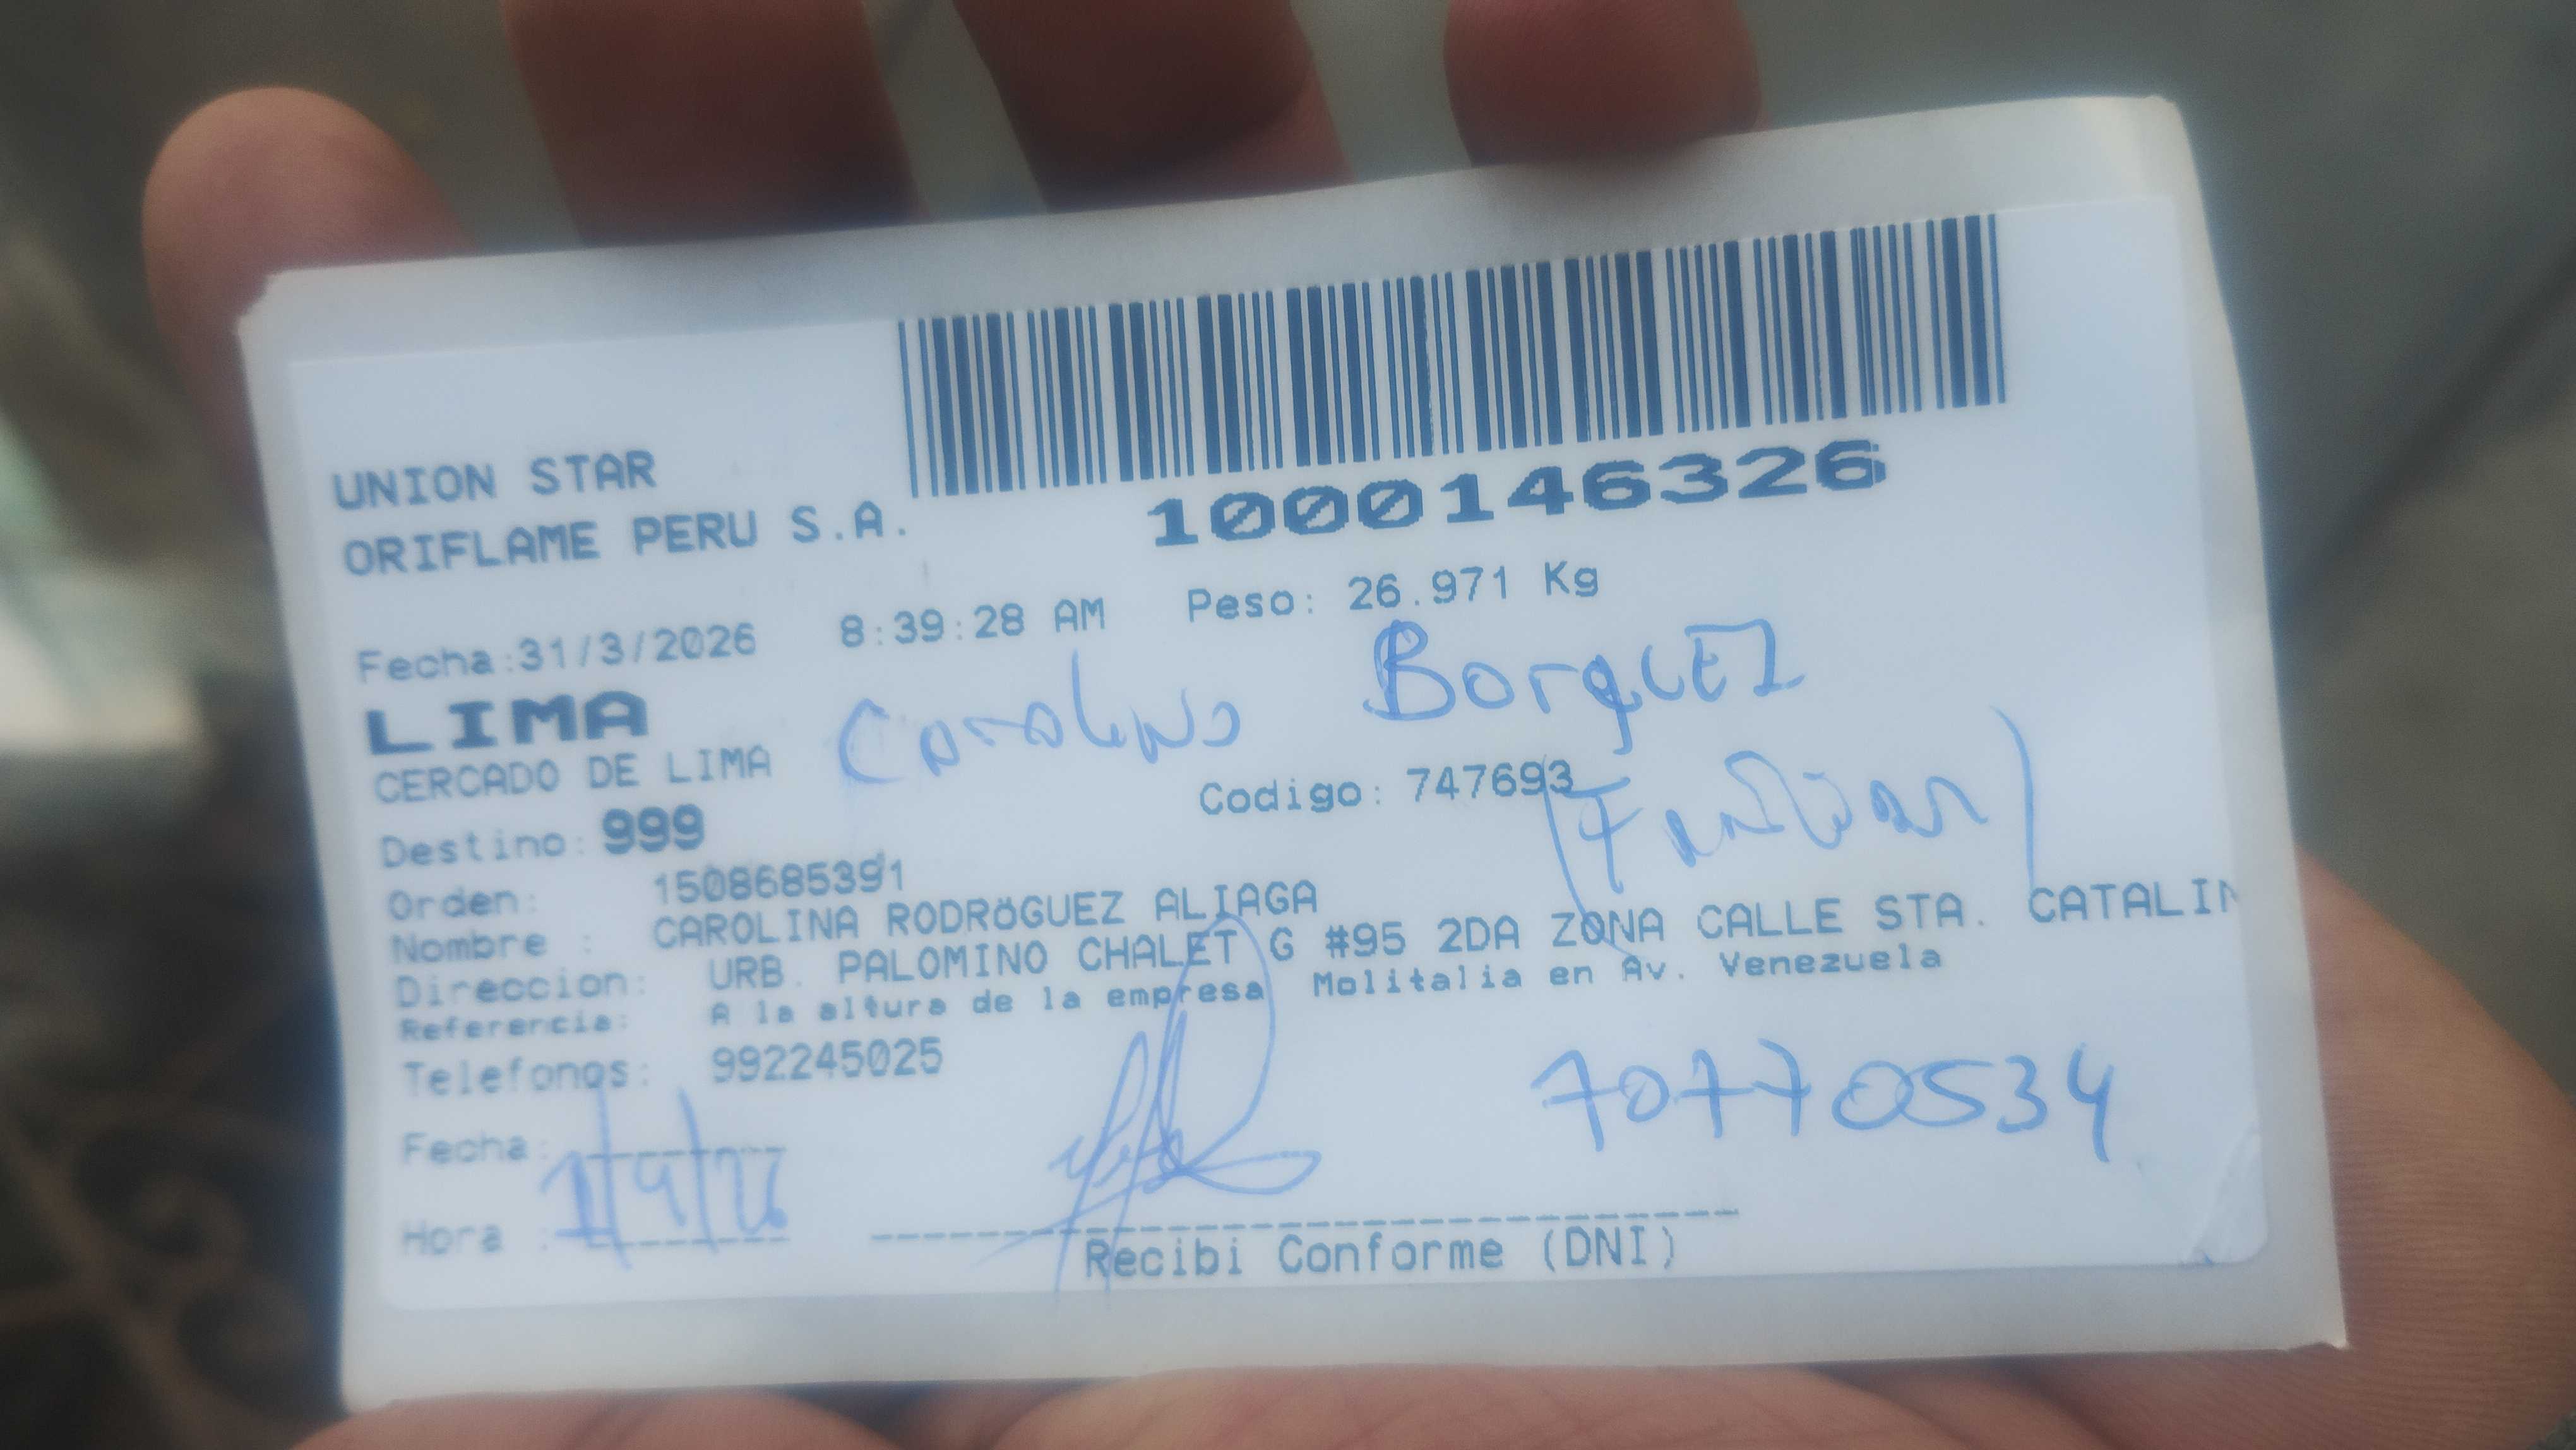 UNION STAR
ORIFLAME PERU S.A.
1000146326
Fecha:31/3/2026 8:39:28 AM Peso: 26.971 Kg
LIMA
Borquez
CERCADO DE LIMA
Codigo: 747693
Destino: 999
Orden: 1508685391
Nombre : CAROLINA RODRöGUEZ ALIAGA
Direccion: URB. PALOMINO CHALET G #95 2DA ZONA CALLE STA. CATALIN
Referencia: A la altura de la empresa Molitalia en Av. Venezuela
Telefonos: 992245025
70770534
Fecha: 1/4/26
Hora :
Recibi Conforme (DNI)